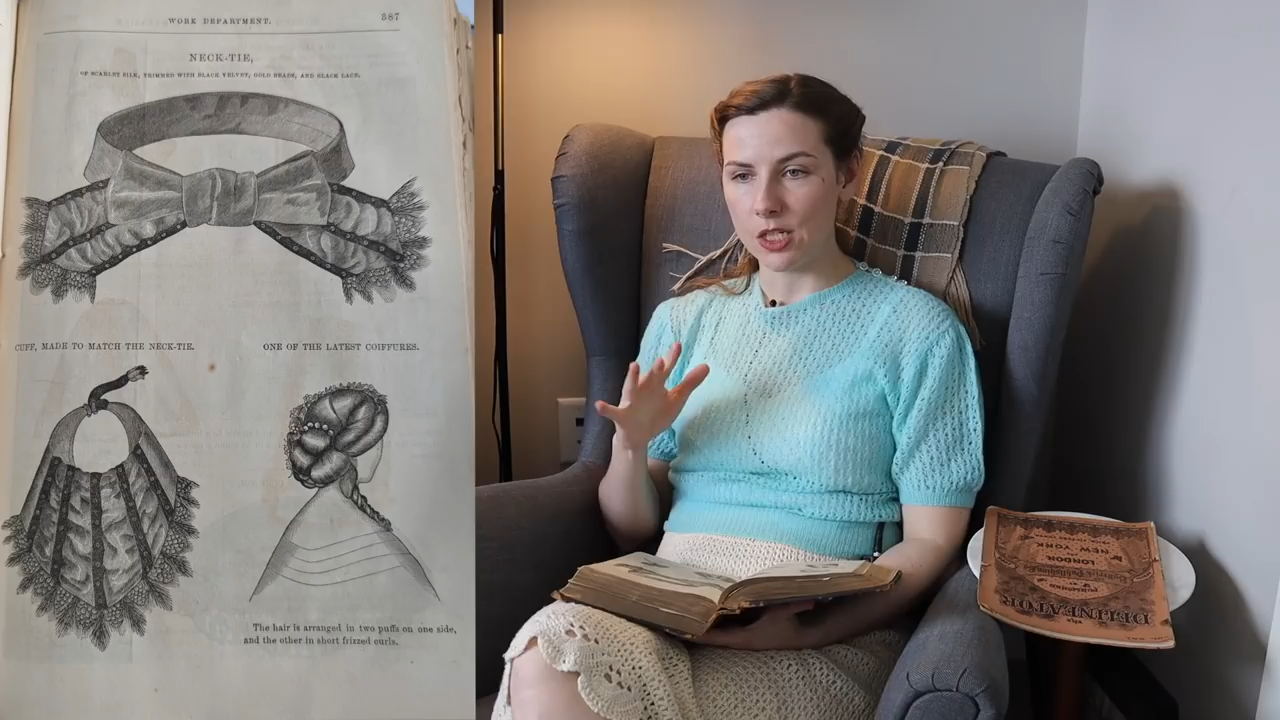 WORK DEPARTMENT. 387
NECK-TIE,
OF SCARLET SILK, TRIMMED WITH BLACK VELVET, GOLD BEADS, AND BLACK LACE.
CUFF, MADE TO MATCH THE NECK-TIE.
ONE OF THE LATEST COIFFURES.
The hair is arranged in two puffs on one side,
and the other in short frizzed curls.
THE
DELINEATOR
PUBLISHED
LONDON
NEW-YORK